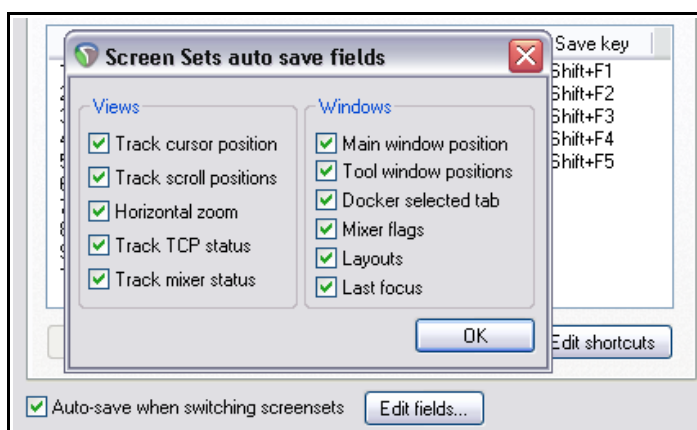 Save key
Screen Sets auto save fields
Shift+F1
Shift+F2
Shift+F3
Shift+F4
Shift+F5
Views
Track cursor position
Track scroll positions
Horizontal zoom
Track TCP status
Track mixer status
Windows
Main window position
Tool window positions
Docker selected tab
Mixer flags
Layouts
Last focus
OK
Edit shortcuts
Auto-save when switching screensets
Edit fields...